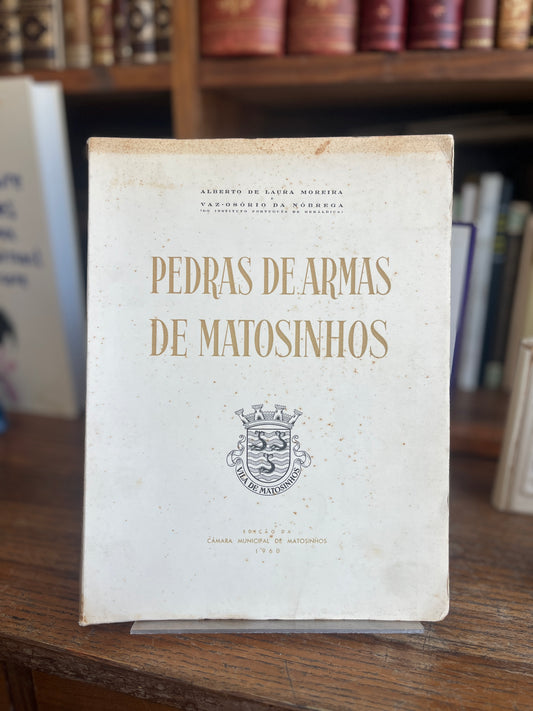 ALBERTO DE LAURA MOREIRA
E
VAZ-OSÓRIO DA NÓBREGA
(DO INSTITUTO PORTUGUÊS DE HERÁLDICA)
PEDRAS DE ARMAS
DE MATOSINHOS
VILA DE MATOSINHOS
EDIÇÃO DA
CÂMARA MUNICIPAL DE MATOSINHOS
1960